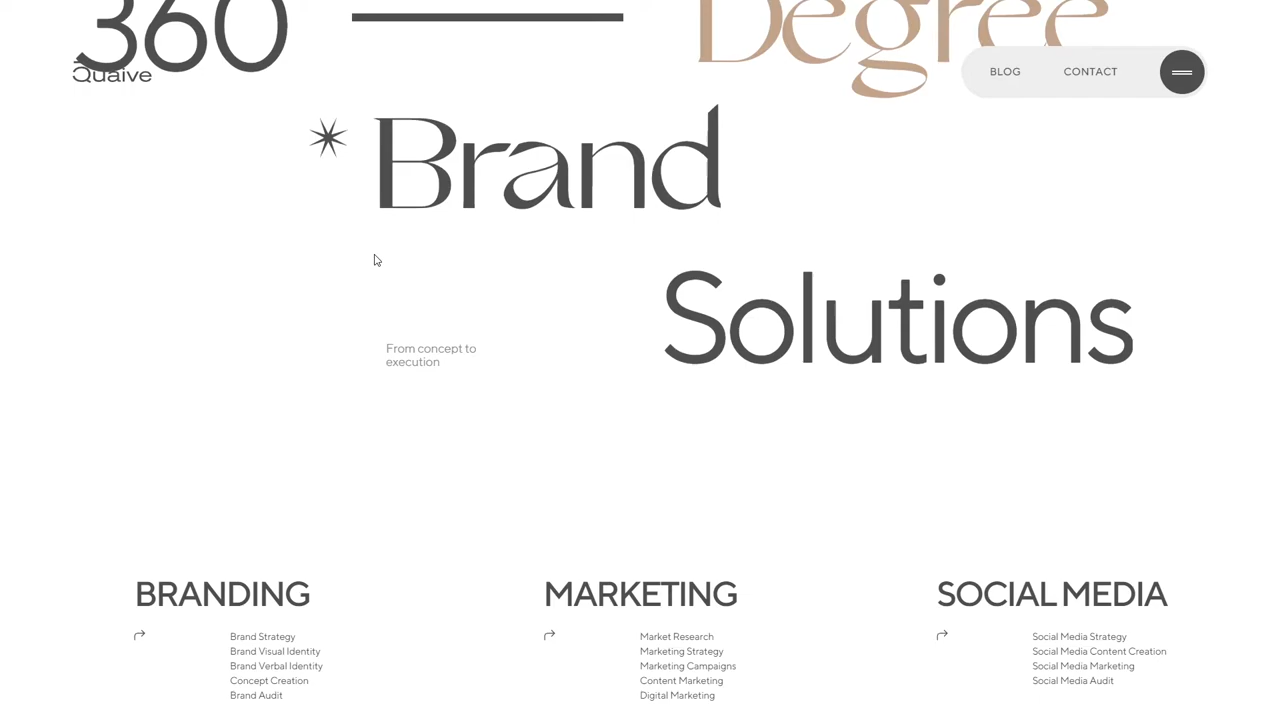 360 Degree
Quaive
BLOG CONTACT
Brand
Solutions
From concept to
execution
BRANDING
Brand Strategy
Brand Visual Identity
Brand Verbal Identity
Concept Creation
Brand Audit
MARKETING
Market Research
Marketing Strategy
Marketing Campaigns
Content Marketing
Digital Marketing
SOCIAL MEDIA
Social Media Strategy
Social Media Content Creation
Social Media Marketing
Social Media Audit